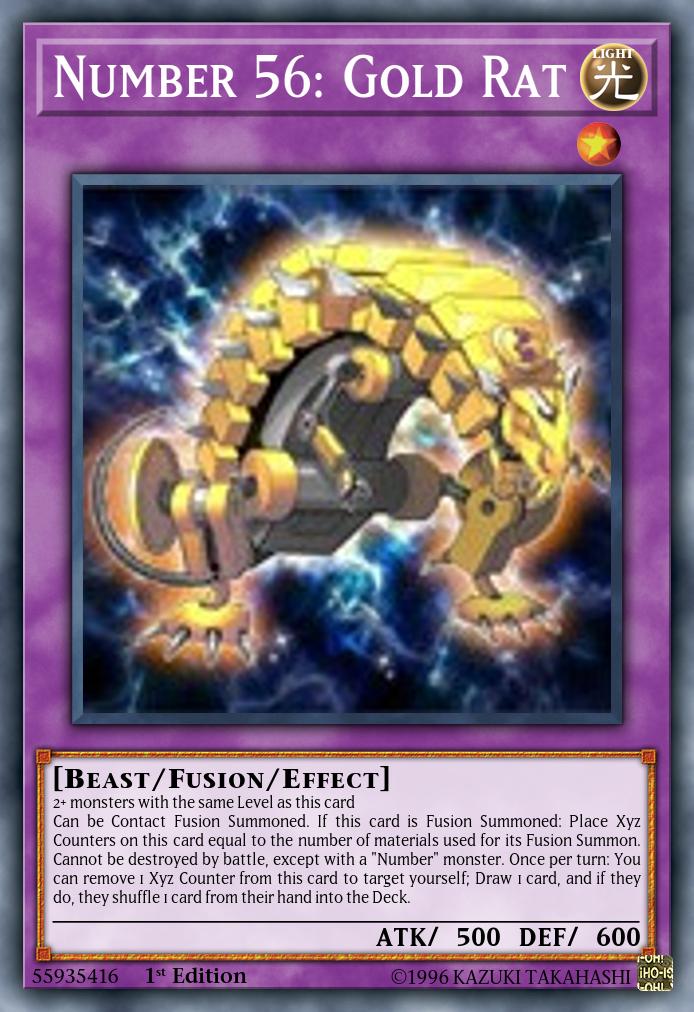 Number 56: Gold Rat
LIGHT
光
[Beast/Fusion/Effect]
2+ monsters with the same Level as this card
Can be Contact Fusion Summoned. If this card is Fusion Summoned: Place Xyz
Counters on this card equal to the number of materials used for its Fusion Summon.
Cannot be destroyed by battle, except with a "Number" monster. Once per turn: You
can remove 1 Xyz Counter from this card to target yourself; Draw 1 card, and if they
do, they shuffle 1 card from their hand into the Deck.
ATK/ 500 DEF/ 600
55935416 1st Edition ©1996 KAZUKI TAKAHASHI